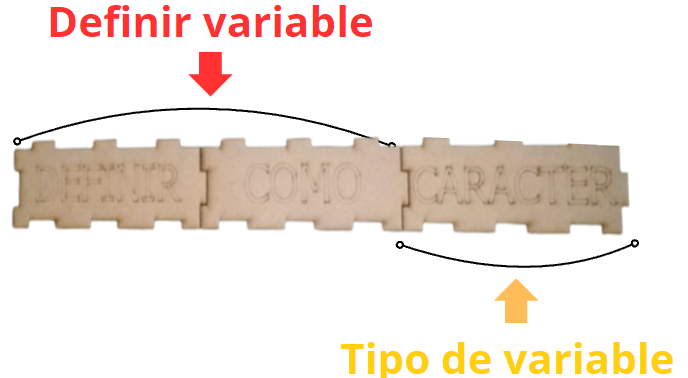 Definir variable
DEFINIR COMO CARACTER
Tipo de variable